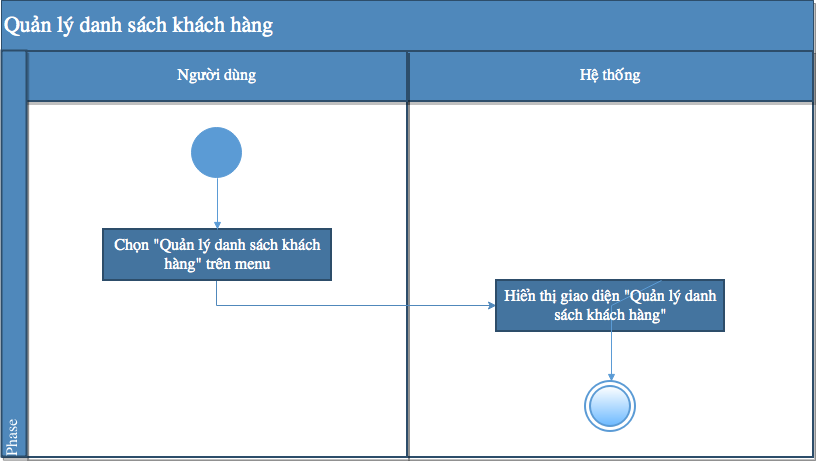 Quản lý danh sách khách hàng
Người dùng
Hệ thống
Chọn "Quản lý danh sách khách
hàng" trên menu
Hiển thị giao diện "Quản lý danh
sách khách hàng"
Phase